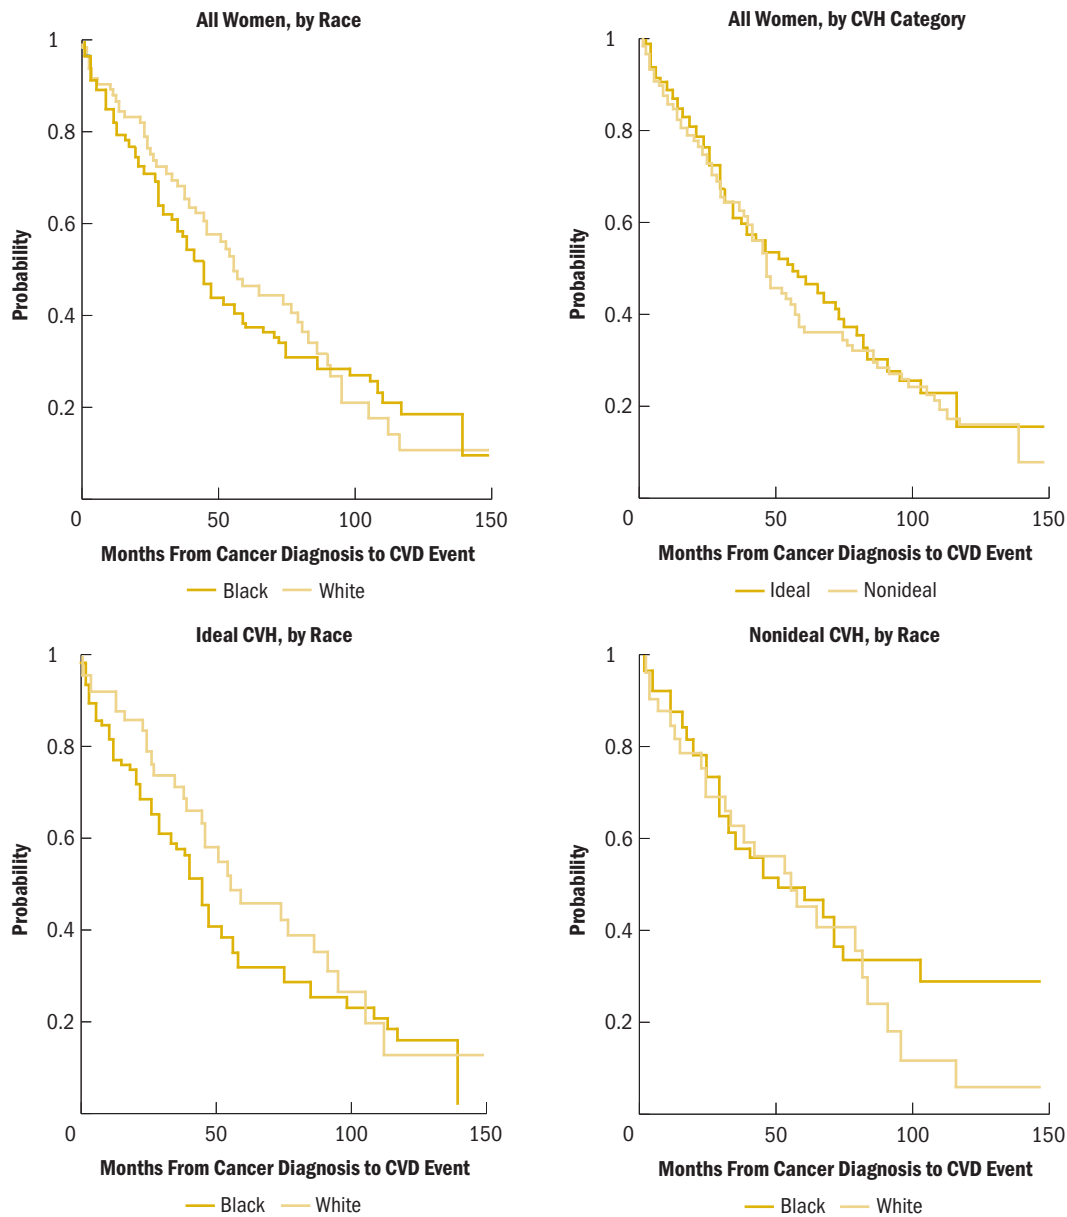 All Women, by Race
1
0.8
0.6
0.4
0.2
0
50
100
150
Probability
Months From Cancer Diagnosis to CVD Event
Black
White
All Women, by CVH Category
1
0.8
0.6
0.4
0.2
0
50
100
150
Probability
Months From Cancer Diagnosis to CVD Event
Ideal
Nonideal
Ideal CVH, by Race
1
0.8
0.6
0.4
0.2
0
50
100
150
Probability
Months From Cancer Diagnosis to CVD Event
Black
White
Nonideal CVH, by Race
1
0.8
0.6
0.4
0.2
0
50
100
150
Probability
Months From Cancer Diagnosis to CVD Event
Black
White